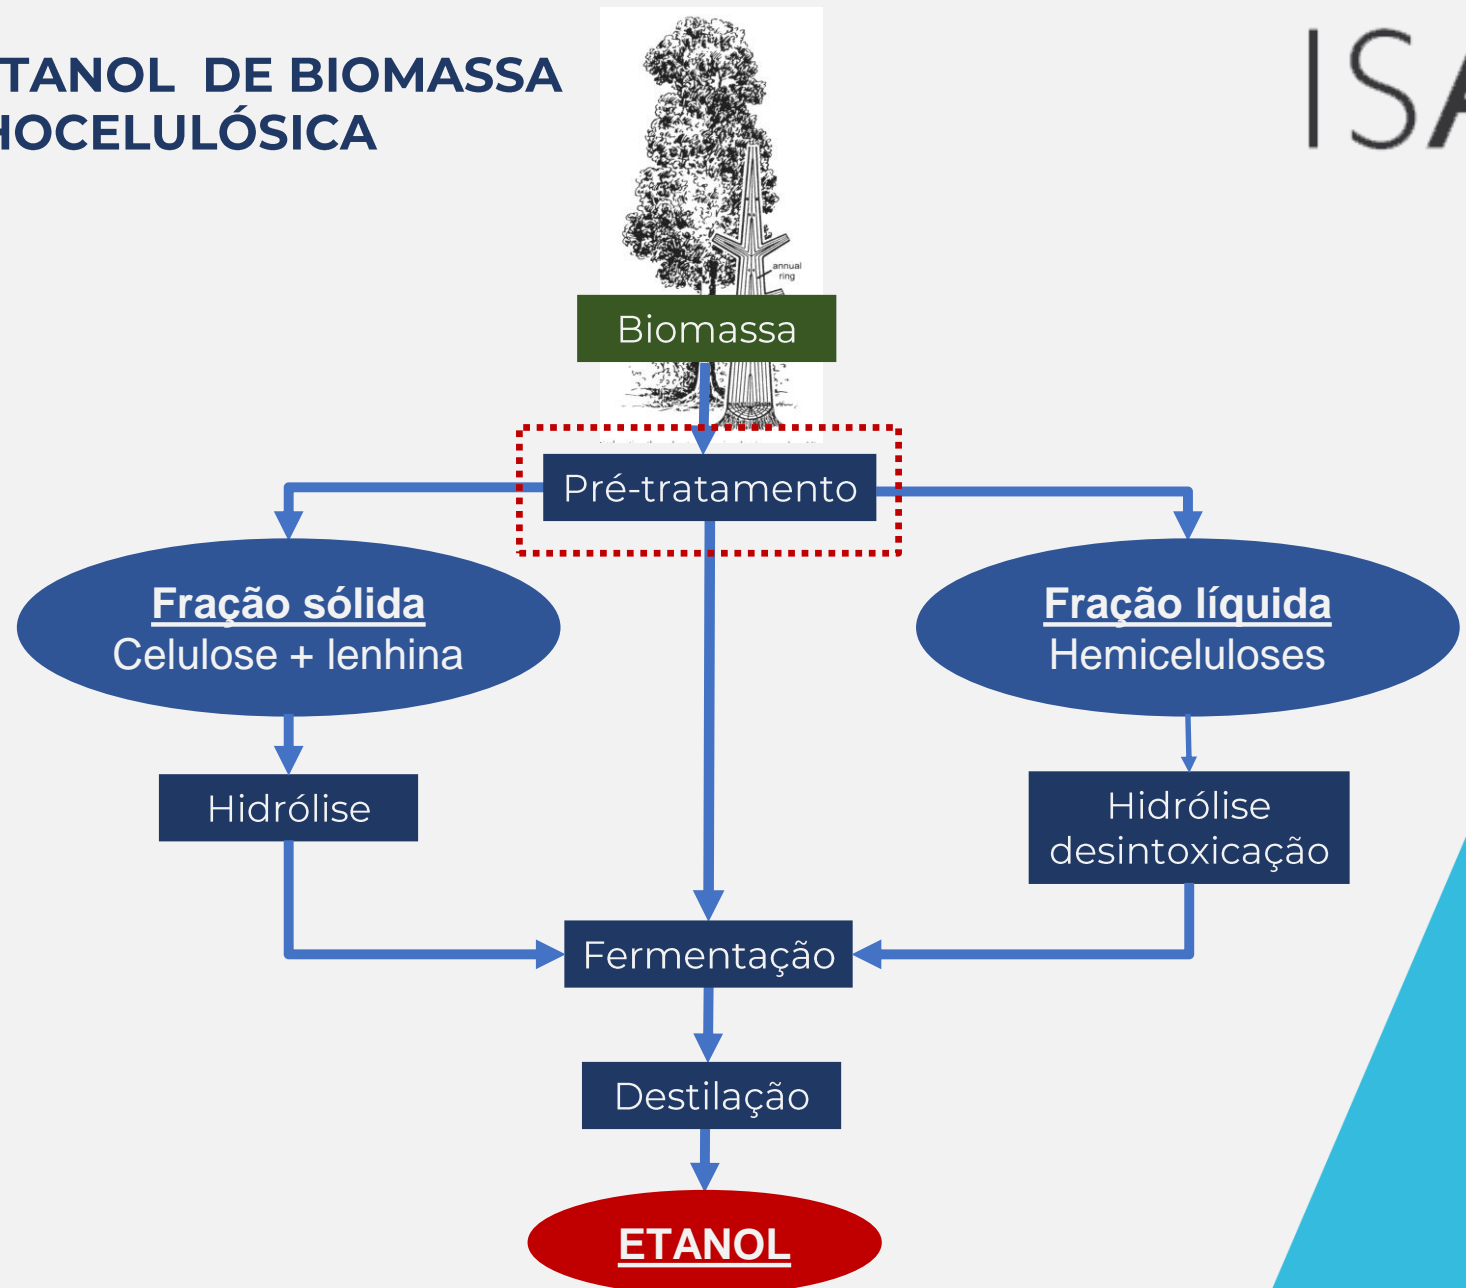 TANOL DE BIOMASSA
HOCELULÓSICA
ISA
annual
ring
Biomassa
Pré-tratamento
Fração sólida
Celulose + lenhina
Fração líquida
Hemiceluloses
Hidrólise
Hidrólise
desintoxicação
Fermentação
Destilação
ETANOL